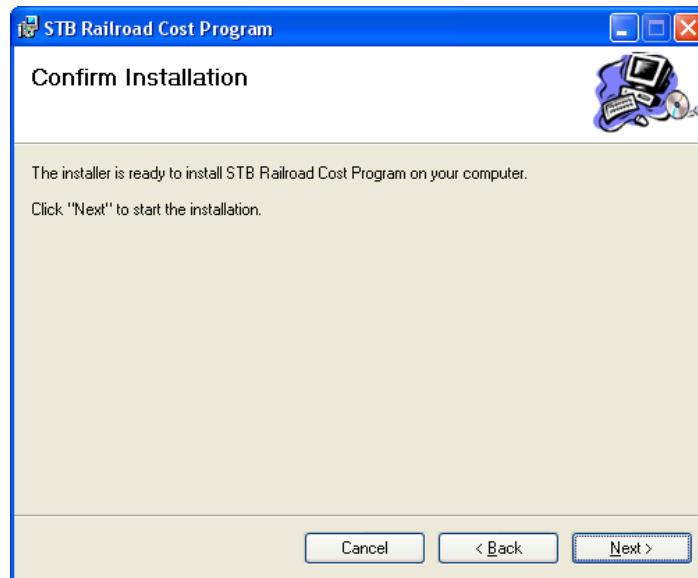 STB Railroad Cost Program
Confirm Installation
The installer is ready to install STB Railroad Cost Program on your computer.
Click "Next" to start the installation.
Cancel
< Back
Next >